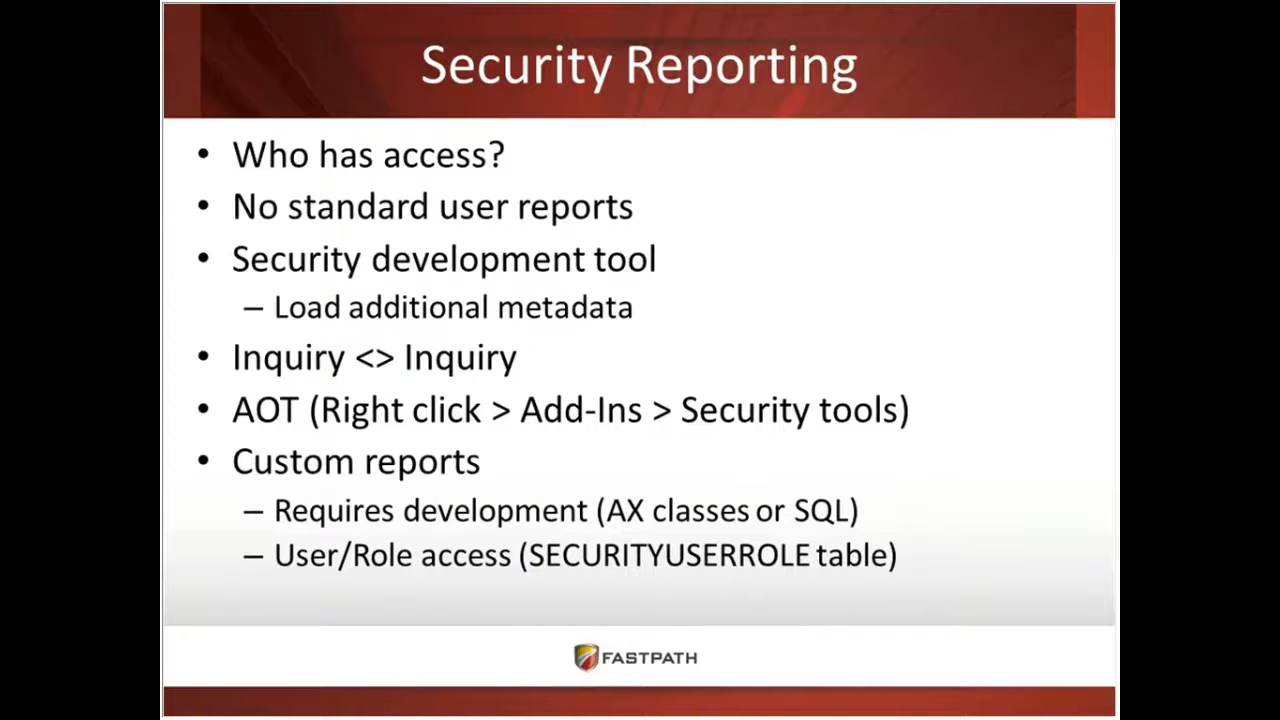 Security Reporting
• Who has access?
• No standard user reports
• Security development tool
– Load additional metadata
• Inquiry <> Inquiry
• AOT (Right click > Add-Ins > Security tools)
• Custom reports
– Requires development (AX classes or SQL)
– User/Role access (SECURITYUSERROLE table)
FASTPATH